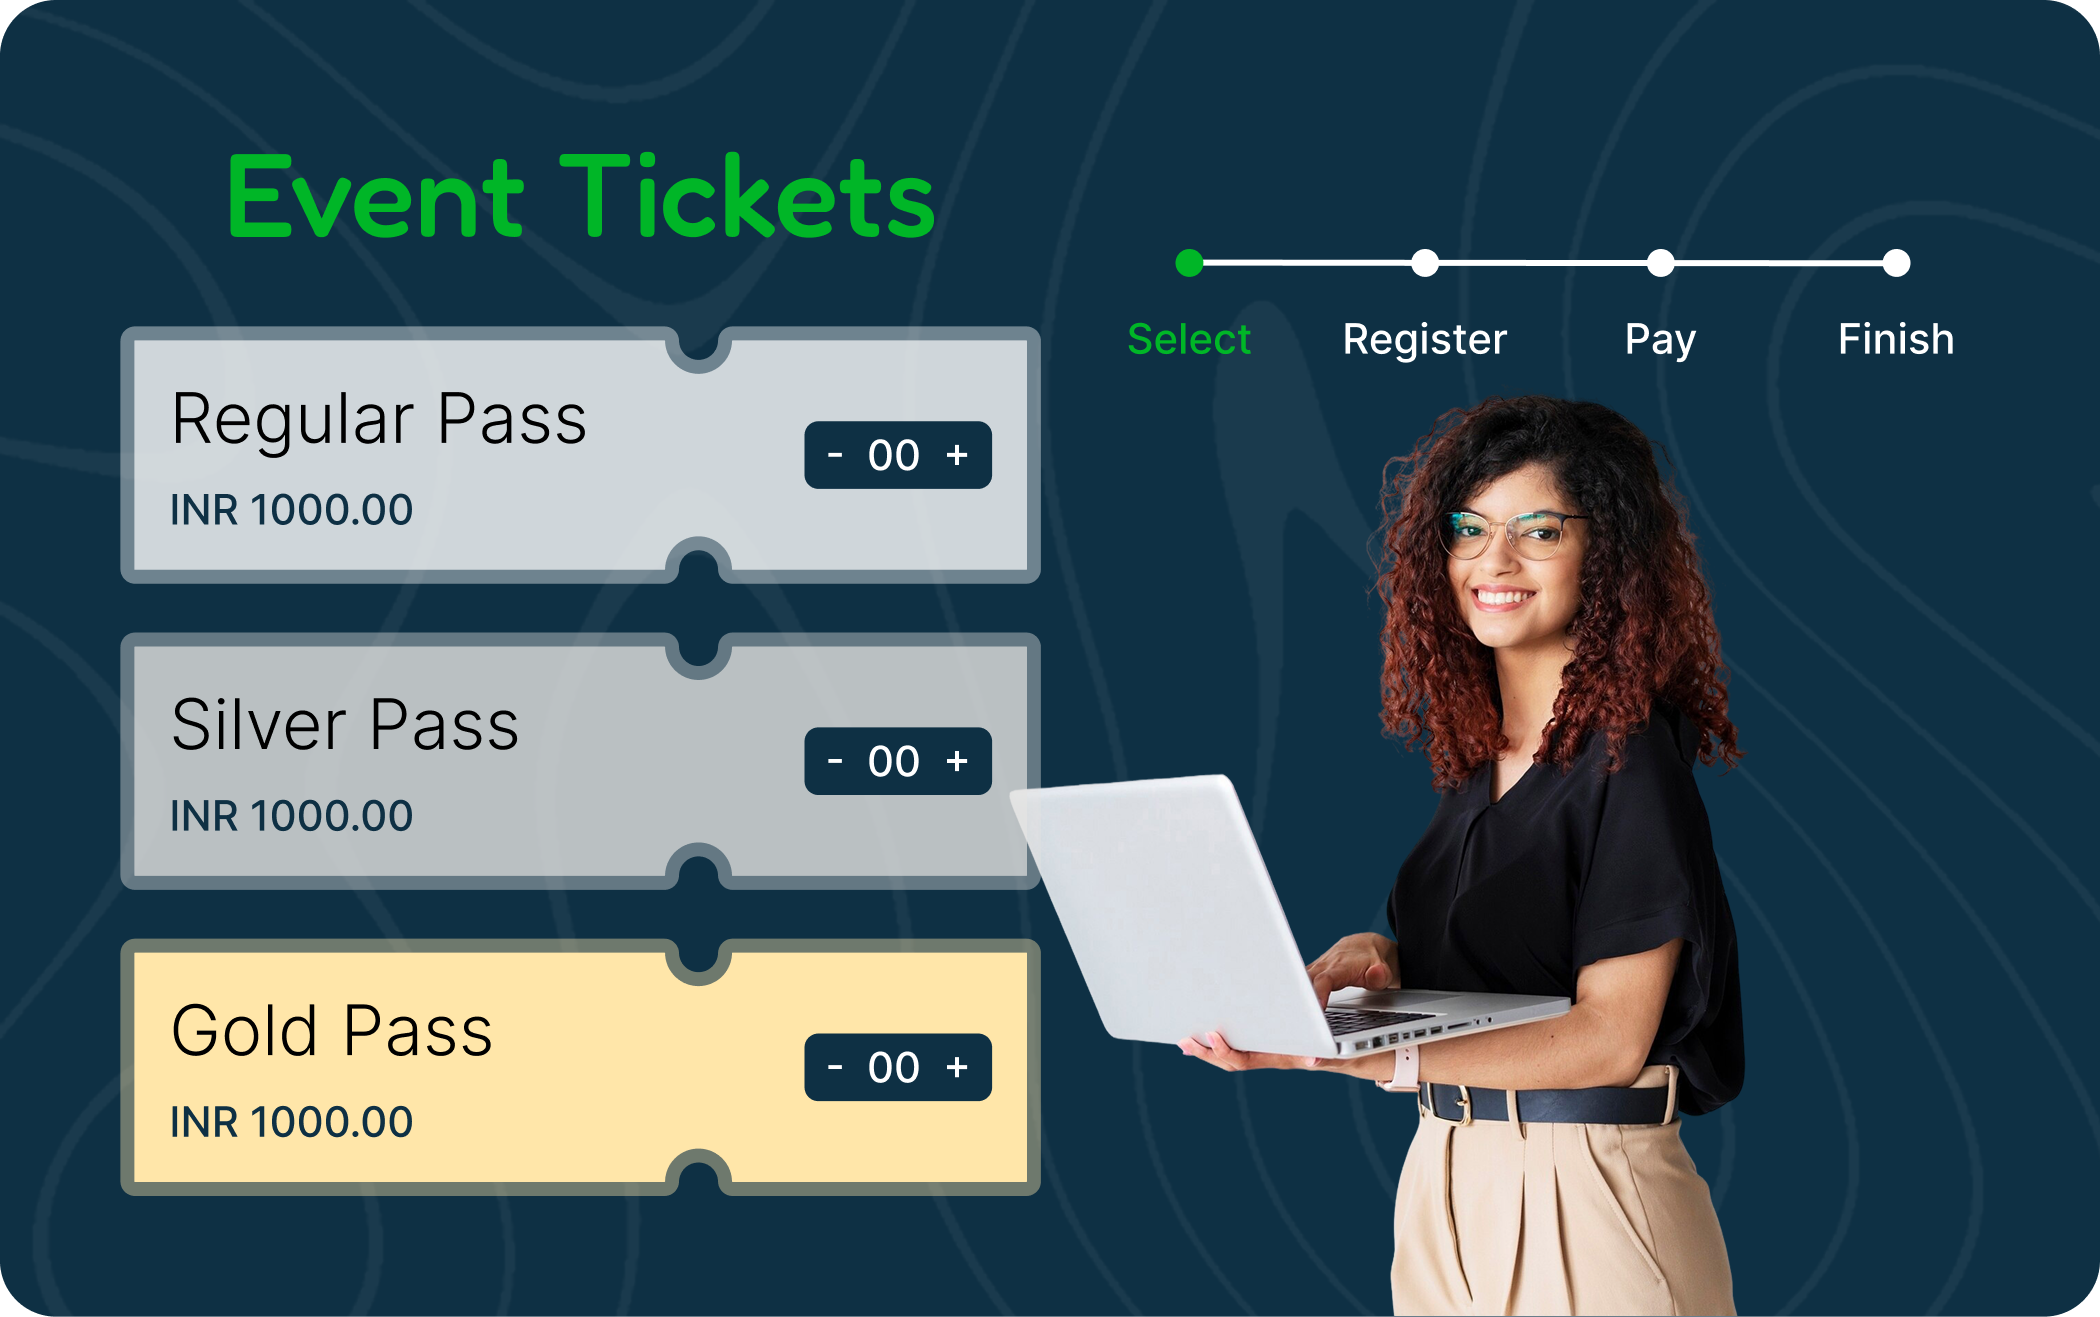 Event Tickets
Select Register Pay Finish
Regular Pass
- 00 +
INR 1000.00
Silver Pass
- 00 +
INR 1000.00
Gold Pass
- 00 +
INR 1000.00